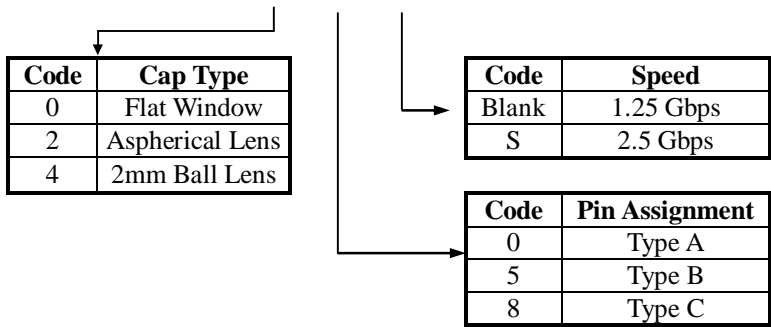 Code Cap Type
0 Flat Window
2 Aspherical Lens
4 2mm Ball Lens
Code Speed
Blank 1.25 Gbps
S 2.5 Gbps
Code Pin Assignment
0 Type A
5 Type B
8 Type C